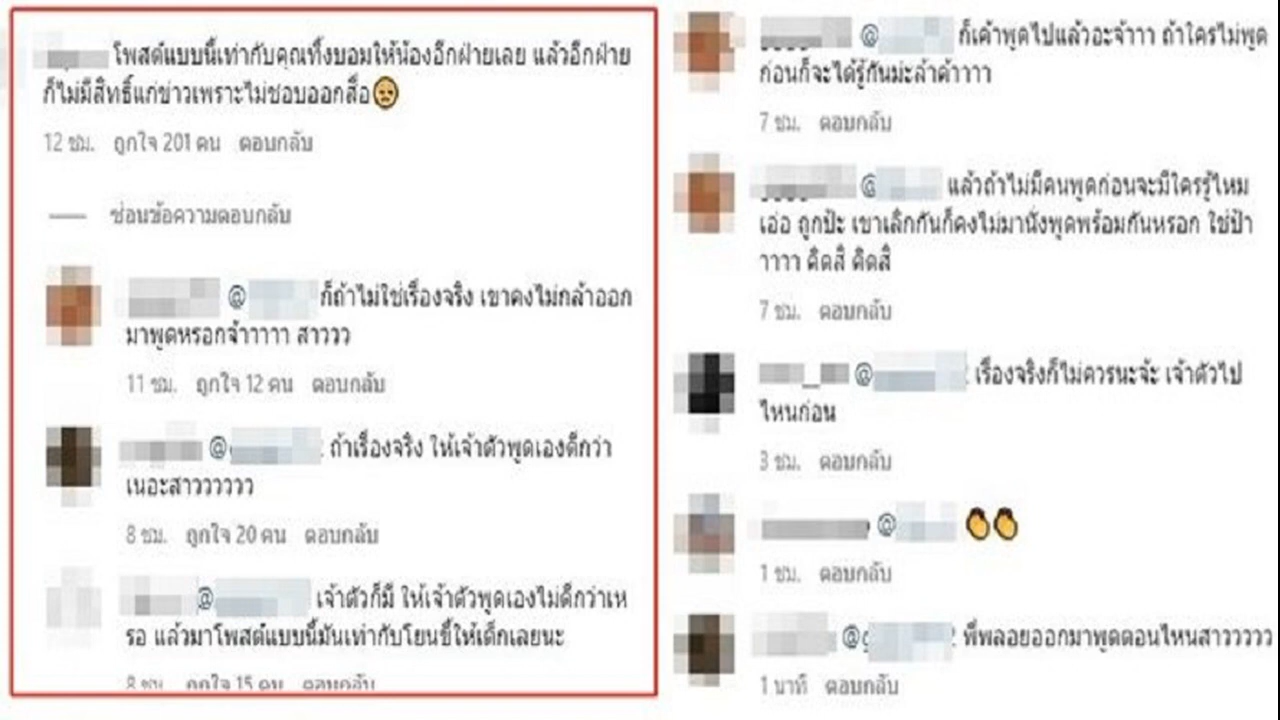 โพสต์แบบนี้เท่ากับคุณทิ้งบอมให้น้องอีกฝ่ายเลย แล้วอีกฝ่าย
ก็ไม่มีสิทธิ์แก่ข่าวเพราะไม่ชอบออกสื่อ😔
12 ชม. ถูกใจ 201 คน ตอบกลับ
ซ่อนข้อความตอบกลับ
@ ก็ถ้าไม่ใช่เรื่องจริง เขาคงไม่กล้าออก
มาพูดหรอกจ้าาาาา สาววว
11 ชม. ถูกใจ 12 คน ตอบกลับ
@ ถ้าเรื่องจริง ให้เจ้าตัวพูดเองดีกว่า
เนอะสาวววววว
8 ชม. ถูกใจ 20 คน ตอบกลับ
@ เจ้าตัวก็มี ให้เจ้าตัวพูดเองไม่ดีกว่าเห
รอ แล้วมาโพสต์แบบนี้มันเท่ากับโยนขี้ให้เด็กเลยนะ
8 ชม. ถูกใจ 15 คน ตอบกลับ
@ ก็เค้าพูดไปแล้วอะจ้าาา ถ้าใครไม่พูด
ก่อนก็จะได้รู้กันม่ะล่าค้าาาา
7 ชม. ตอบกลับ
@ แล้วถ้าไม่มีคนพูดก่อนจะมีใครรู้ไหม
เอ่อ ถูกป้ะ เขาเลิกกันก็คงไม่มานั่งพูดพร้อมกันหรอก ใช่ป้า
าาาา คิดสิ คิดสิ
7 ชม. ตอบกลับ
@ เรื่องจริงก็ไม่ควรนะจ้ะ เจ้าตัวไป
ไหนก่อน
3 ชม. ตอบกลับ
@ 👏👏
1 ชม. ตอบกลับ
@ พี่พลอยออกมาพูดตอนไหนสาววววว
1 นาที ตอบกลับ